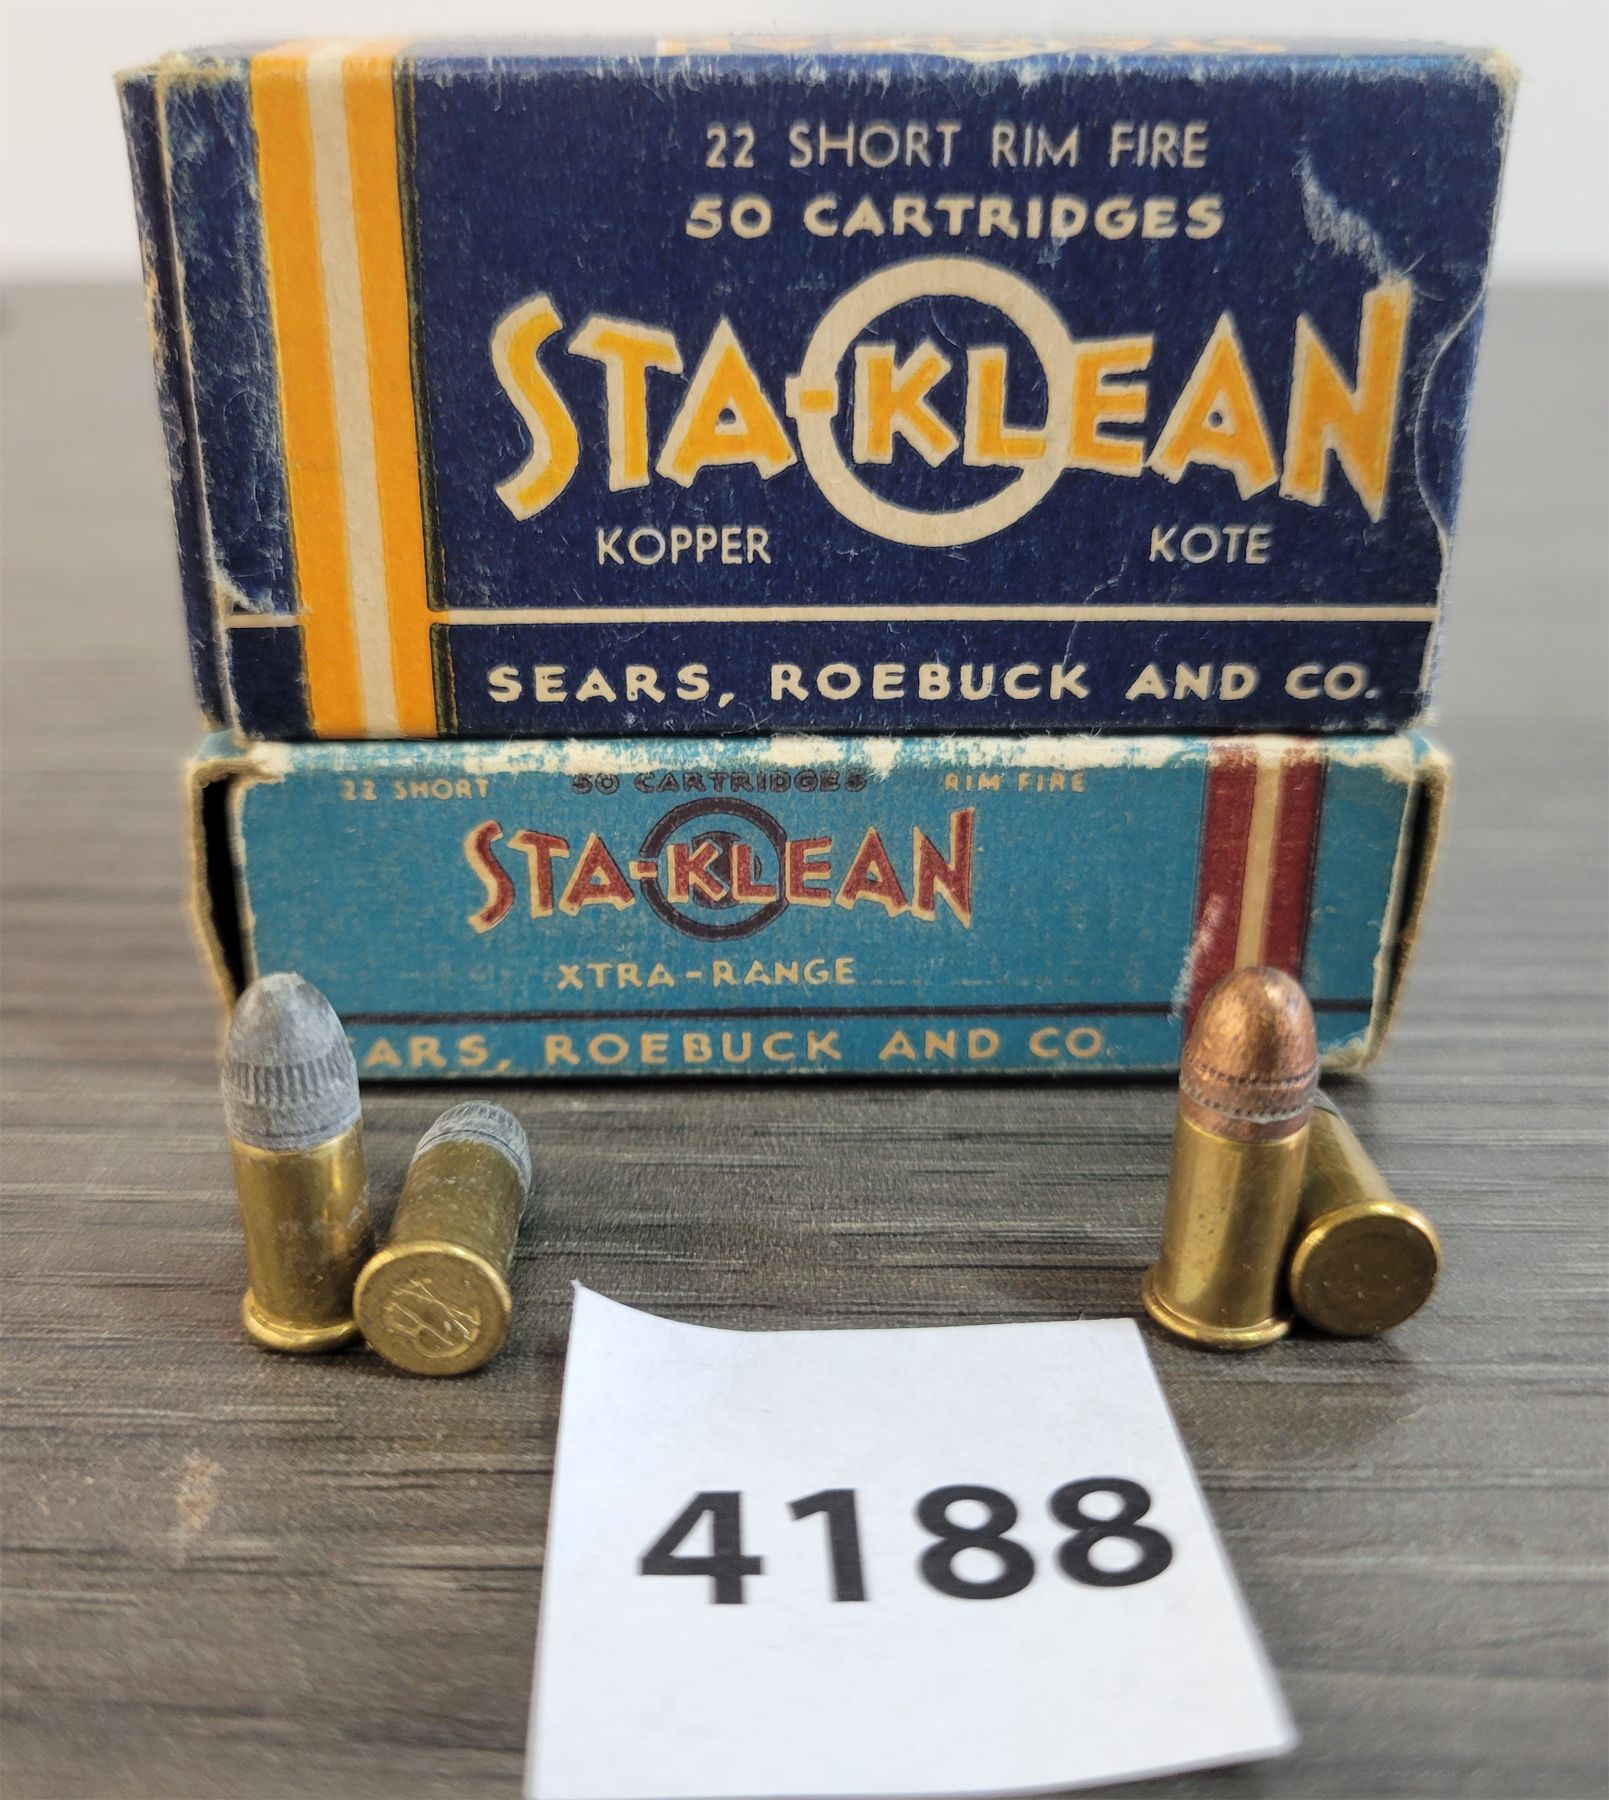 22 SHORT RIM FIRE
50 CARTRIDGES
STA-KLEAN
KOPPER KOTE
SEARS, ROEBUCK AND CO.
22 SHORT 50 CARTRIDGES RIM FIRE
STA-KLEAN
XTRA-RANGE
ARS, ROEBUCK AND CO.
4188